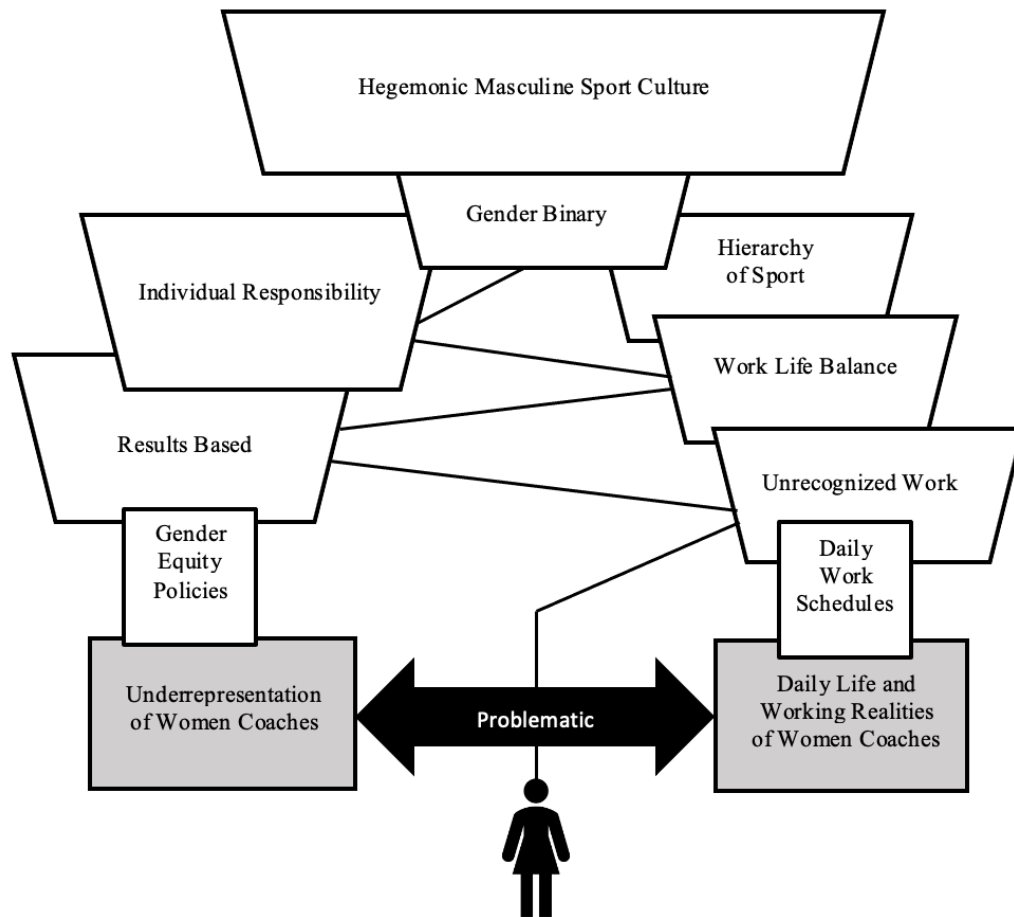 Hegemonic Masculine Sport Culture
Gender Binary
Individual Responsibility
Hierarchy
of Sport
Work Life Balance
Results Based
Unrecognized Work
Gender
Equity
Policies
Daily
Work
Schedules
Underrepresentation
of Women Coaches
Problematic
Daily Life and
Working Realities
of Women Coaches